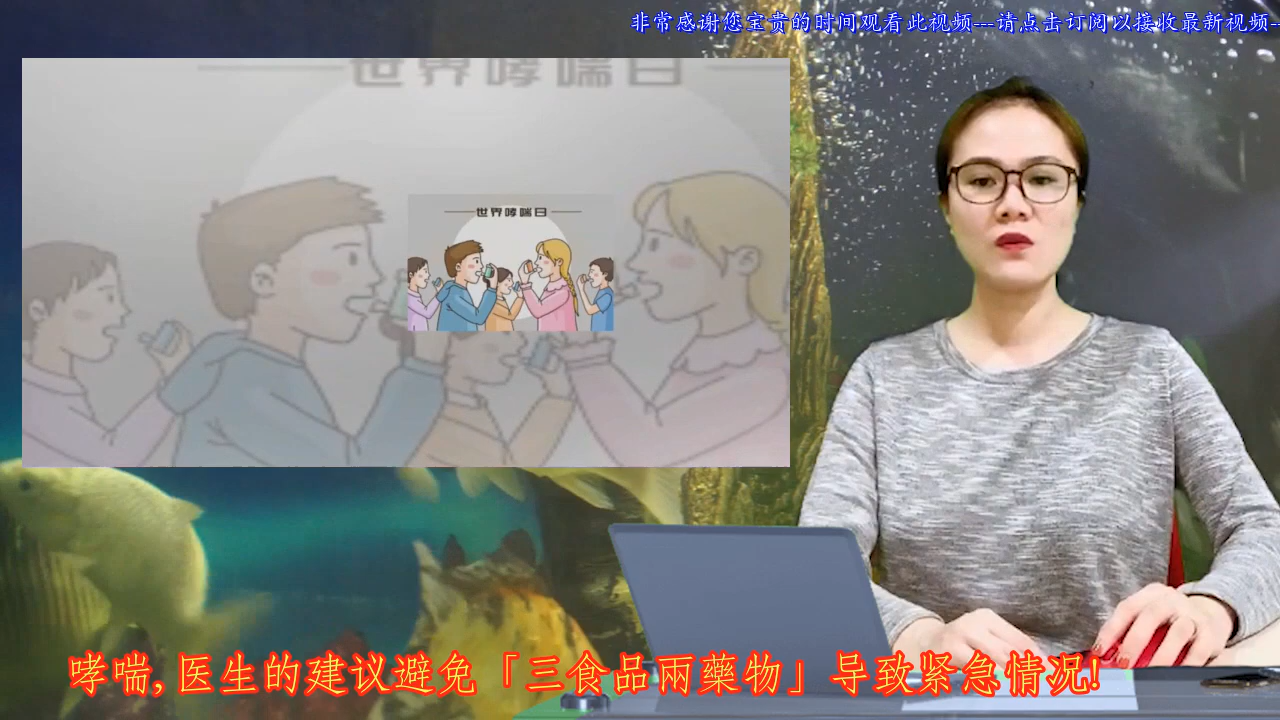 非常感谢您宝贵的时间观看此视频---请点击订阅以接收最新视频--
世界哮喘日
世界哮喘日
哮喘,医生的建议避免「三食品兩藥物」导致紧急情况!